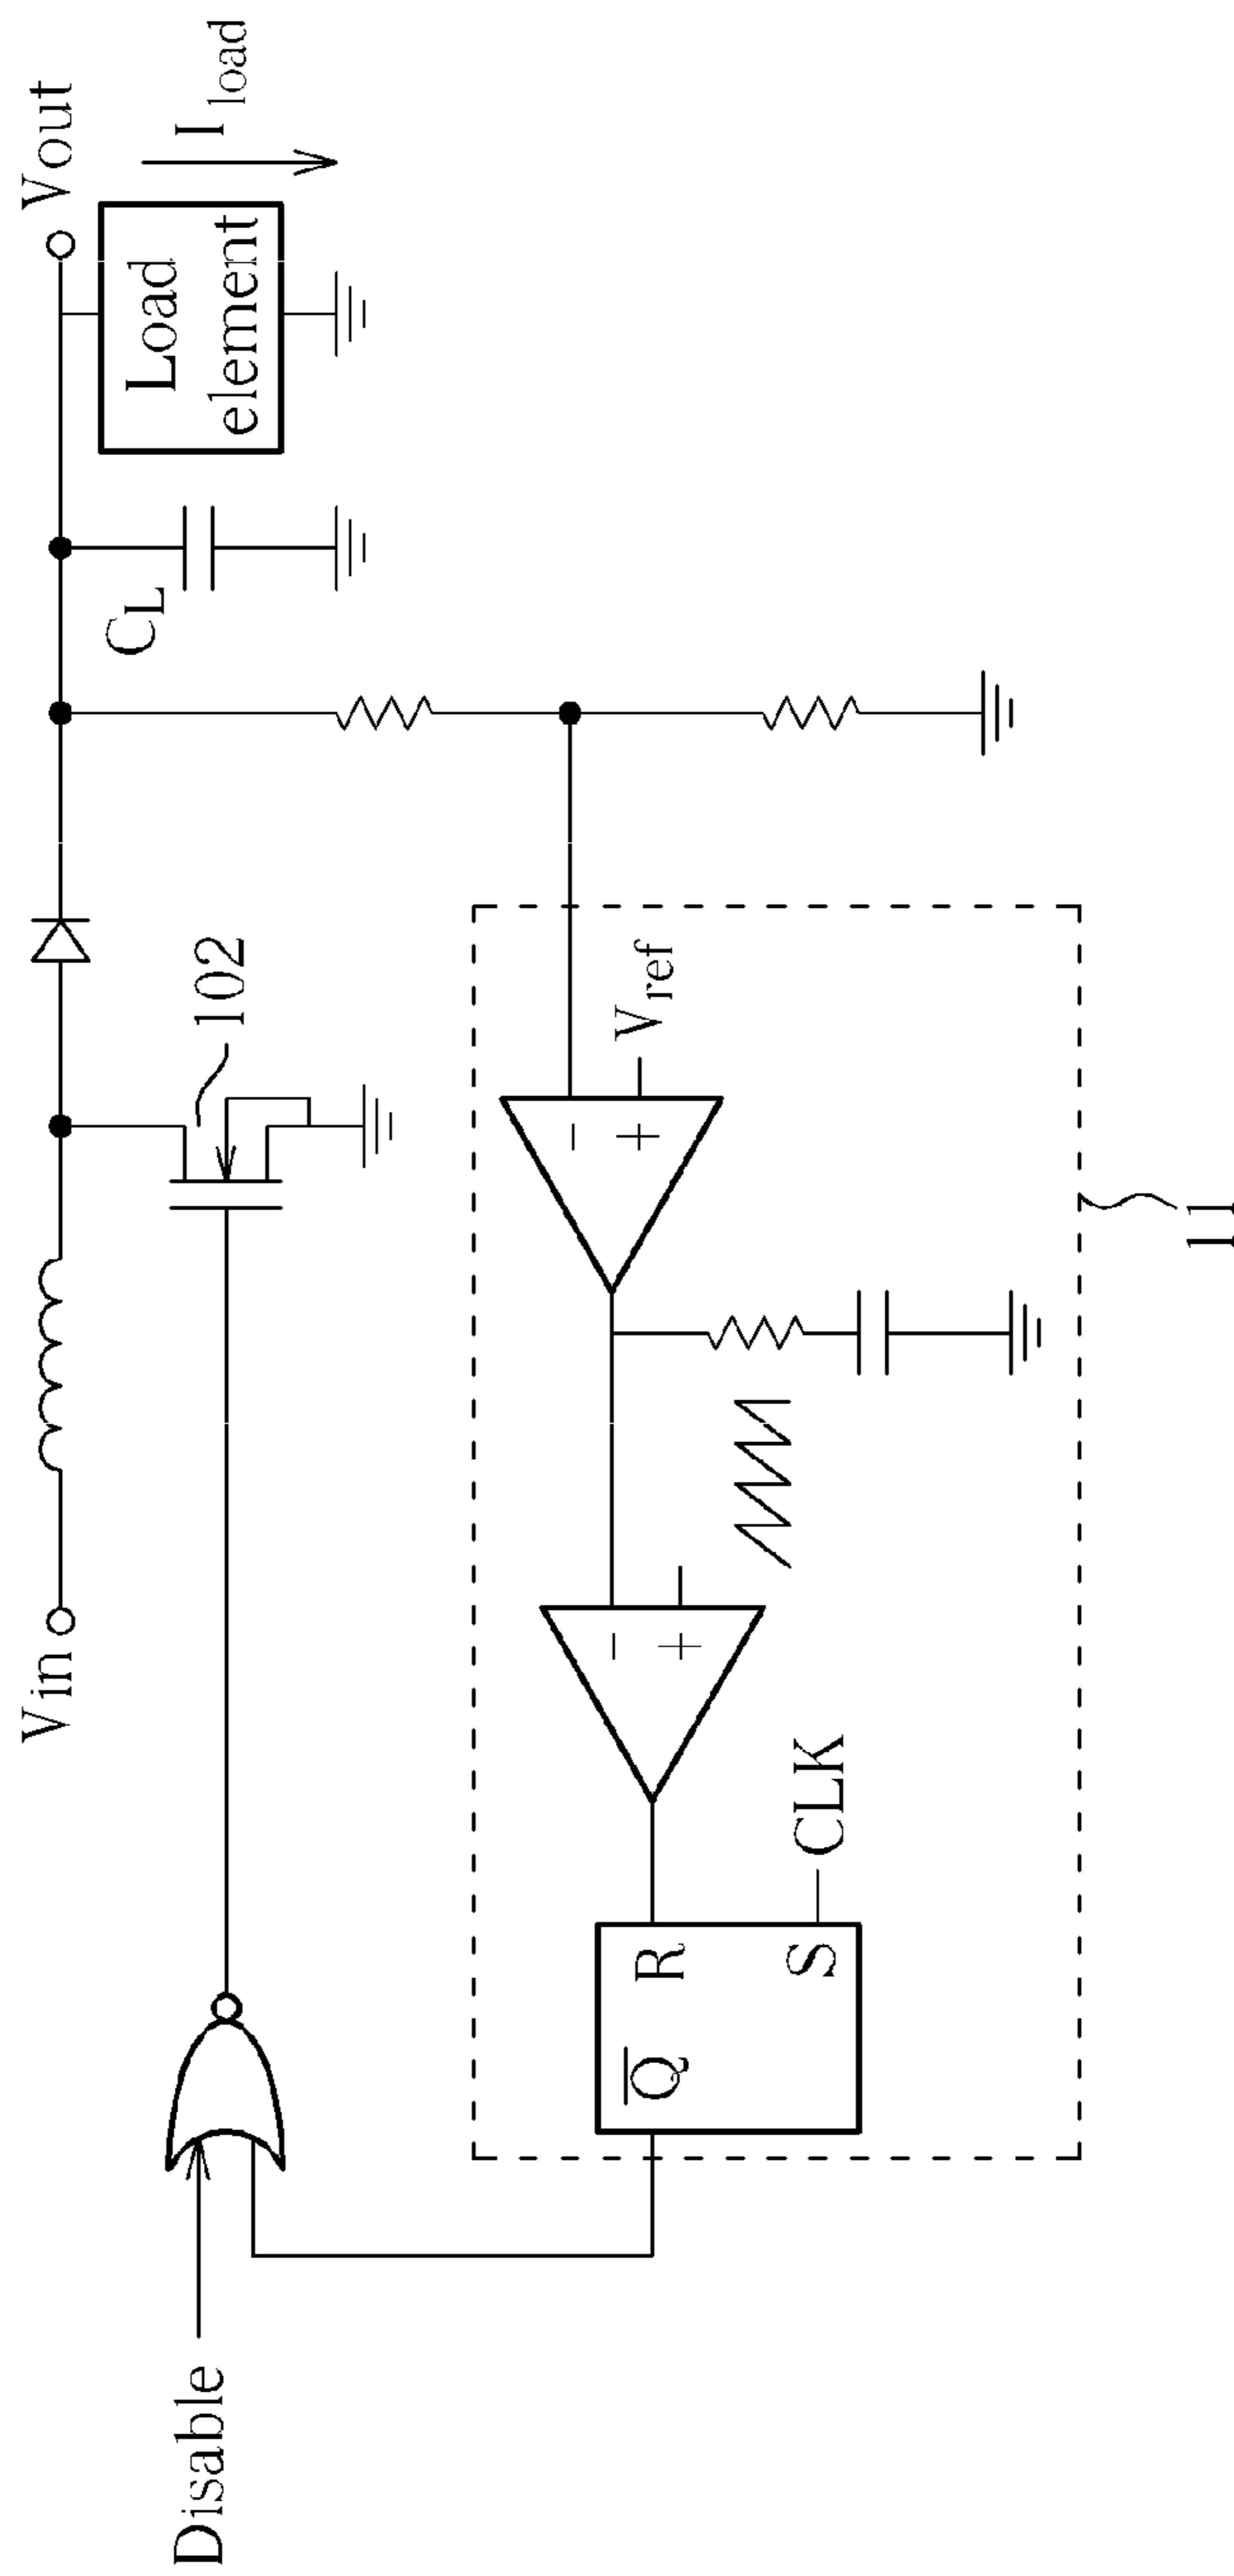 Vin
Vout
Load
element
I load
CL
102
Disable
Vref
-
+
-
+
Q
R
S
CLK
11